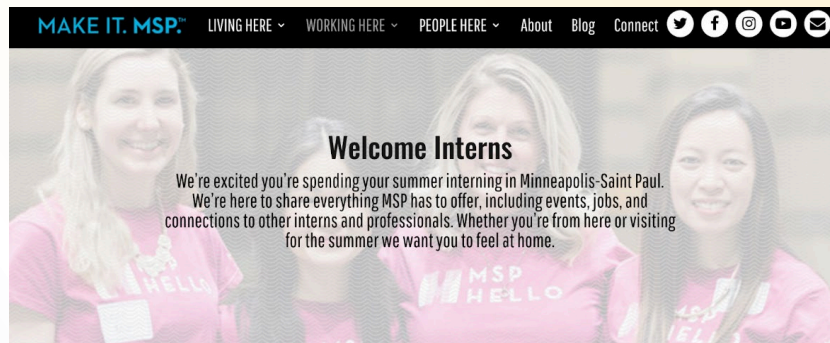 MAKE IT. MSP.™ LIVING HERE WORKING HERE PEOPLE HERE About Blog Connect
Welcome Interns
We're excited you're spending your summer interning in Minneapolis-Saint Paul.
We're here to share everything MSP has to offer, including events, jobs, and
connections to other interns and professionals. Whether you're from here or visiting
for the summer we want you to feel at home.
MSP
HELLO
MSP
HELLO
HELL